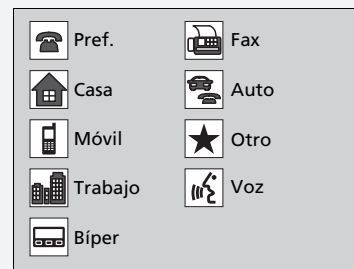 Pref.
Casa
Móvil
Trabajo
Bíper
Fax
Auto
Otro
Voz